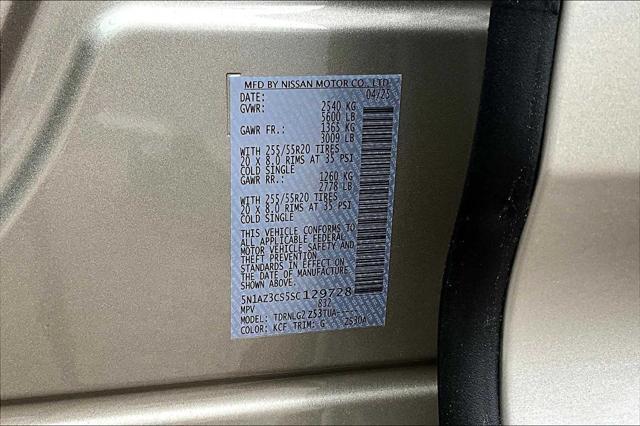 MFD BY NISSAN MOTOR CO., LTD
DATE: 04/25
GVWR: 2540 KG
5600 LB
GAWR FR.: 1365 KG
3009 LB
WITH 255/55R20 TIRES
20 X 8.0 RIMS AT 35 PSI
COLD SINGLE
GAWR RR.: 1260 KG
2778 LB
WITH 255/55R20 TIRES
20 X 8.0 RIMS AT 35 PSI
COLD SINGLE
THIS VEHICLE CONFORMS TO
ALL APPLICABLE FEDERAL
MOTOR VEHICLE SAFETY AND
THEFT PREVENTION
STANDARDS IN EFFECT ON
THE DATE OF MANUFACTURE
SHOWN ABOVE.
5N1AZ3CS5SC129728
MPV 832
MODEL: TDRNLGZ Z53TUA----
COLOR: KCF TRIM: G 2S30A